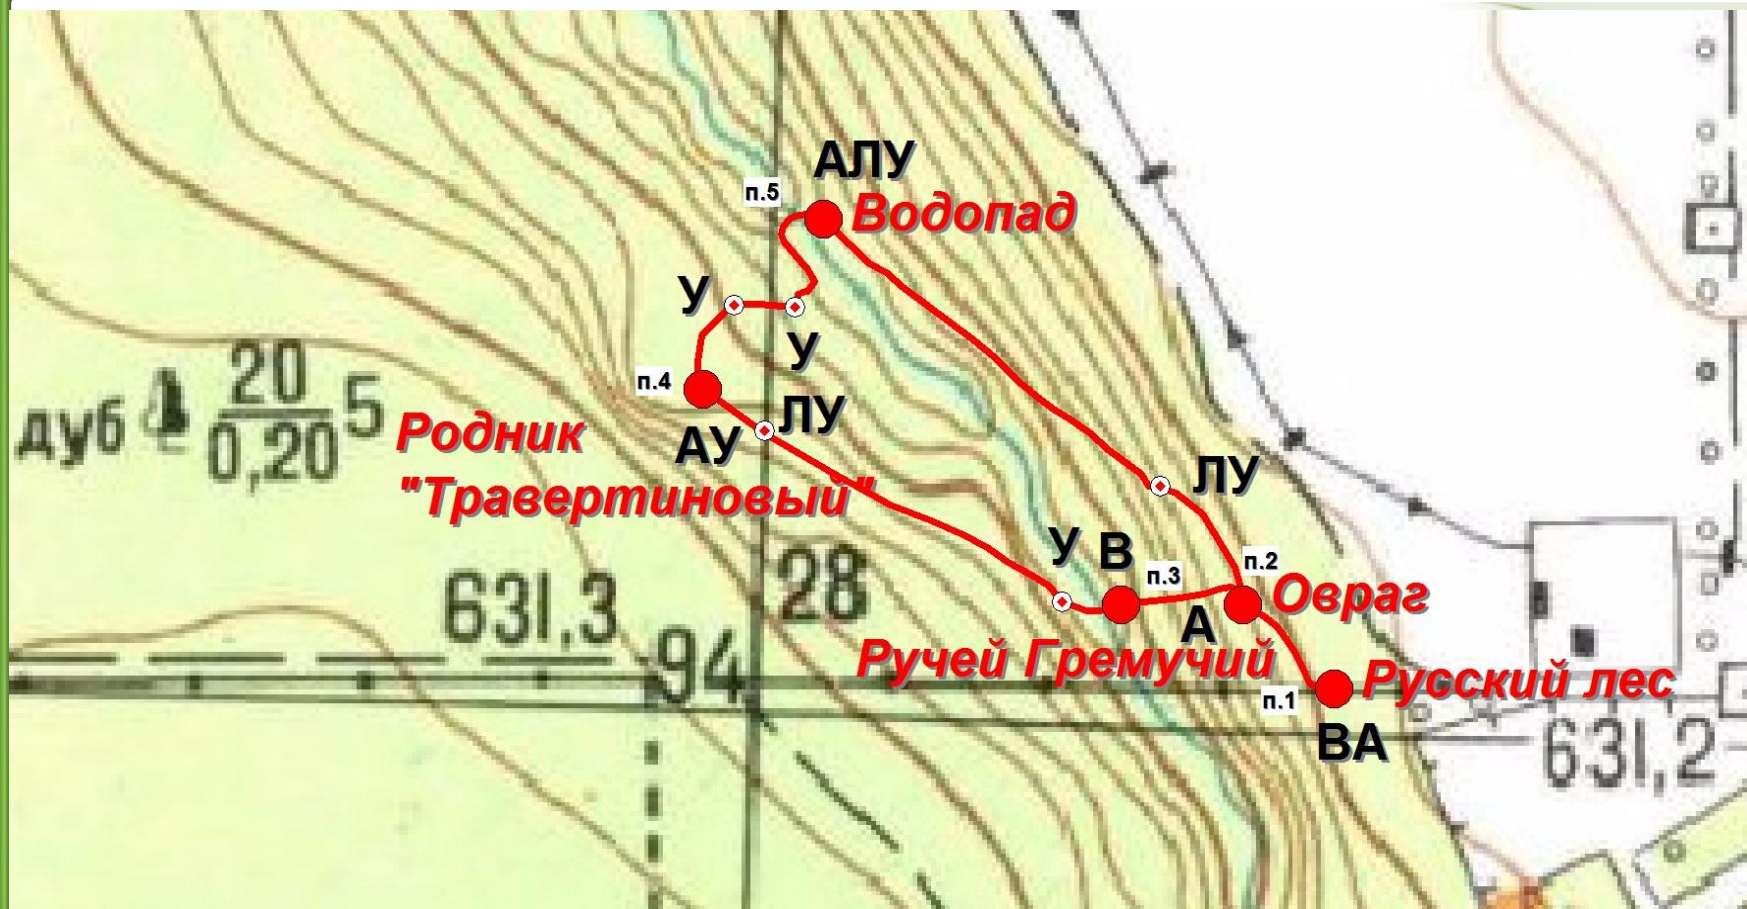 АЛУ
п.5
Водопад
У
У
п.4
ЛУ
дуб
20
0,20
5
Родник
АУ
"Травертиновый"
ЛУ
У
В
п.3
п.2
А
Овраг
28
631,3
94
Ручей Гремучий
Русский лес
п.1
ВА
631,2